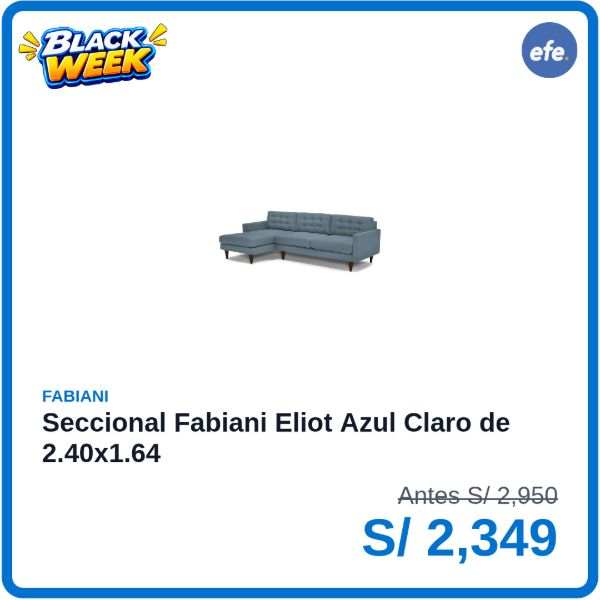 BLACK
WEEK
efe.
FABIANI
Seccional Fabiani Eliot Azul Claro de
2.40x1.64
Antes S/ 2,950
S/ 2,349